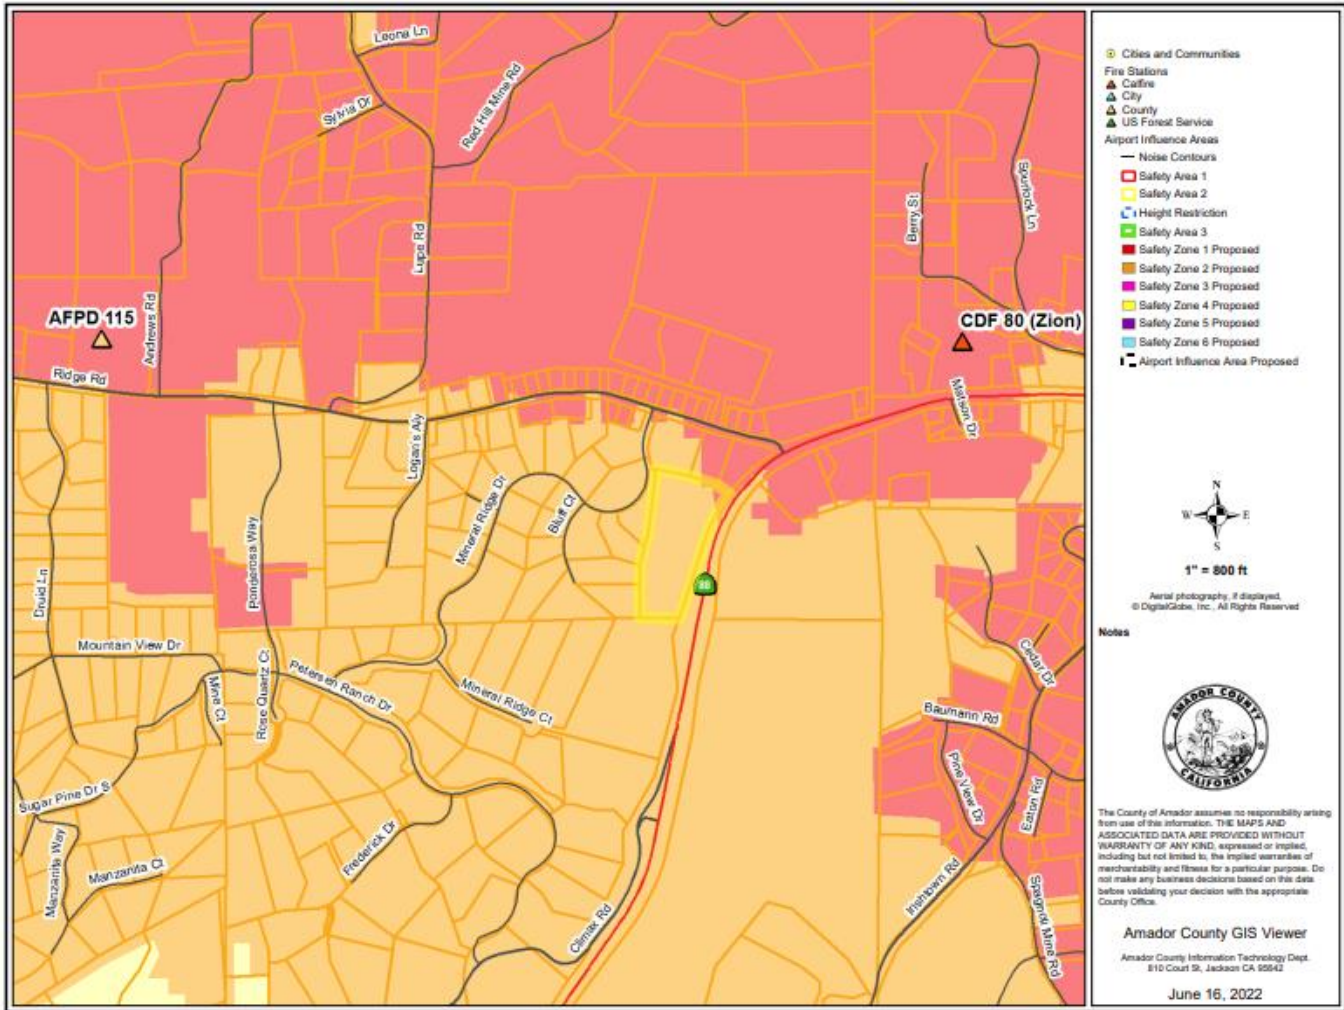 Leona Ln
Sylvia Dr
Red Hill Mine Rd
Lupe Rd
Berry St
Spunlock Ln
AFPD 115
Andrews Rd
CDF 80 (Zion)
Ridge Rd
Matson Dr
Logan's Aly
Mineral Ridge Dr
Bluff Ct
Ponderosa Way
Druid Ln
88
Mountain View Dr
Mine Ct
Rose Quartz Ct
Petersen Ranch Dr
Mineral Ridge Ct
Cedar Dr
Baumann Rd
Pine View Dr
Eaton Rd
Sugar Pine Dr S
Manzanita Way
Manzanita Ct
Frederick Dr
Climax Rd
Irishtown Rd
Spagnoli Mine Rd
Cities and Communities
Fire Stations
Calfire
City
County
US Forest Service
Airport Influence Areas
Noise Contours
Safety Area 1
Safety Area 2
Height Restriction
Safety Area 3
Safety Zone 1 Proposed
Safety Zone 2 Proposed
Safety Zone 3 Proposed
Safety Zone 4 Proposed
Safety Zone 5 Proposed
Safety Zone 6 Proposed
Airport Influence Area Proposed
N
W E
S
1" = 800 ft
Aerial photography, if displayed,
© DigitalGlobe, Inc., All Rights Reserved
Notes
AMADOR COUNTY
CALIFORNIA
The County of Amador assumes no responsibility arising
from use of this information. THE MAPS AND
ASSOCIATED DATA ARE PROVIDED WITHOUT
WARRANTY OF ANY KIND, expressed or implied,
including but not limited to, the implied warranties of
merchantability and fitness for a particular purpose. Do
not make any business decisions based on this data
before validating your decision with the appropriate
County Office.
Amador County GIS Viewer
Amador County Information Technology Dept.
810 Court St, Jackson CA 95642
June 16, 2022